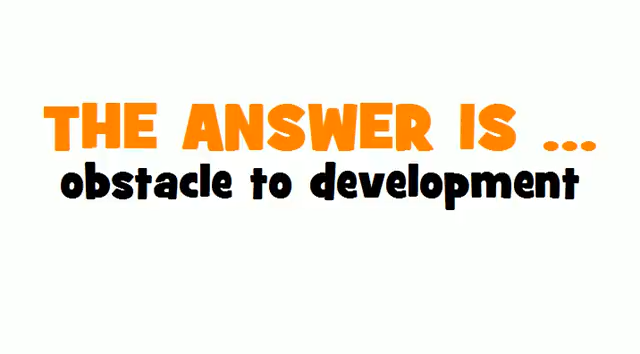 THE ANSWER IS ...
obstacle to development